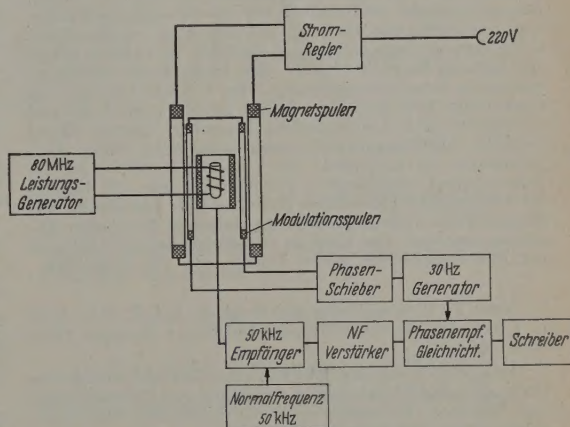 Strom-
Regler
220V
Magnetspulen
80 MHz
Leistungs-
Generator
Modulationsspulen
Phasen-
Schieber
30 Hz
Generator
50 kHz
Empfänger
NF
Verstärker
Phasenempf.
Gleichricht.
Schreiber
Normalfrequenz
50 kHz